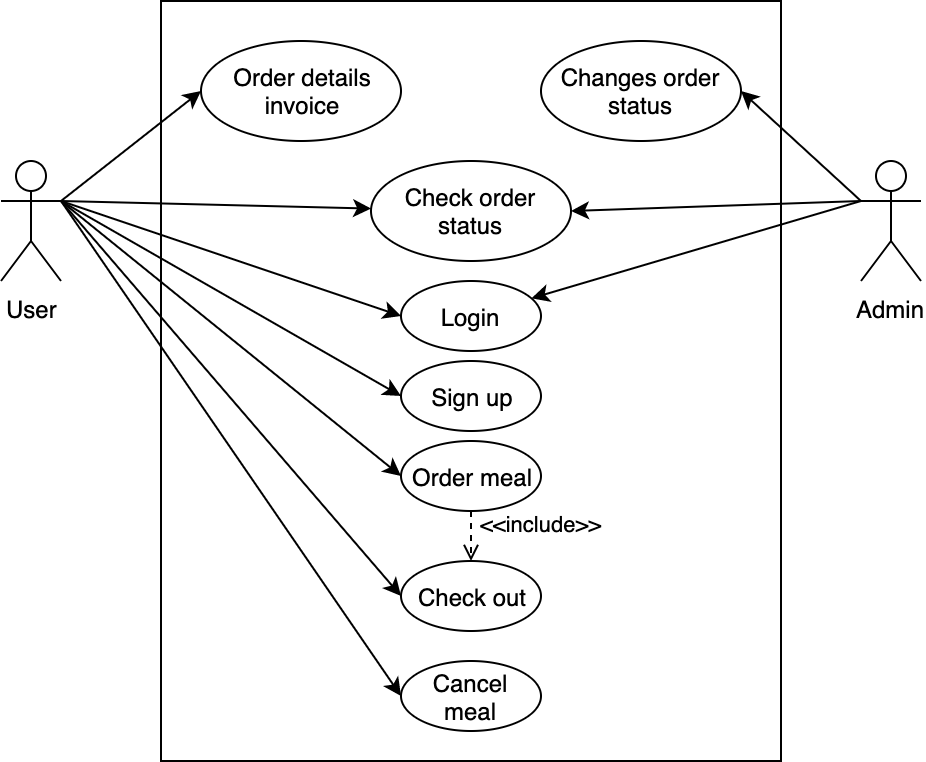 Order details
invoice
Changes order
status
Check order
status
User
Admin
Login
Sign up
Order meal
<<include>>
Check out
Cancel
meal